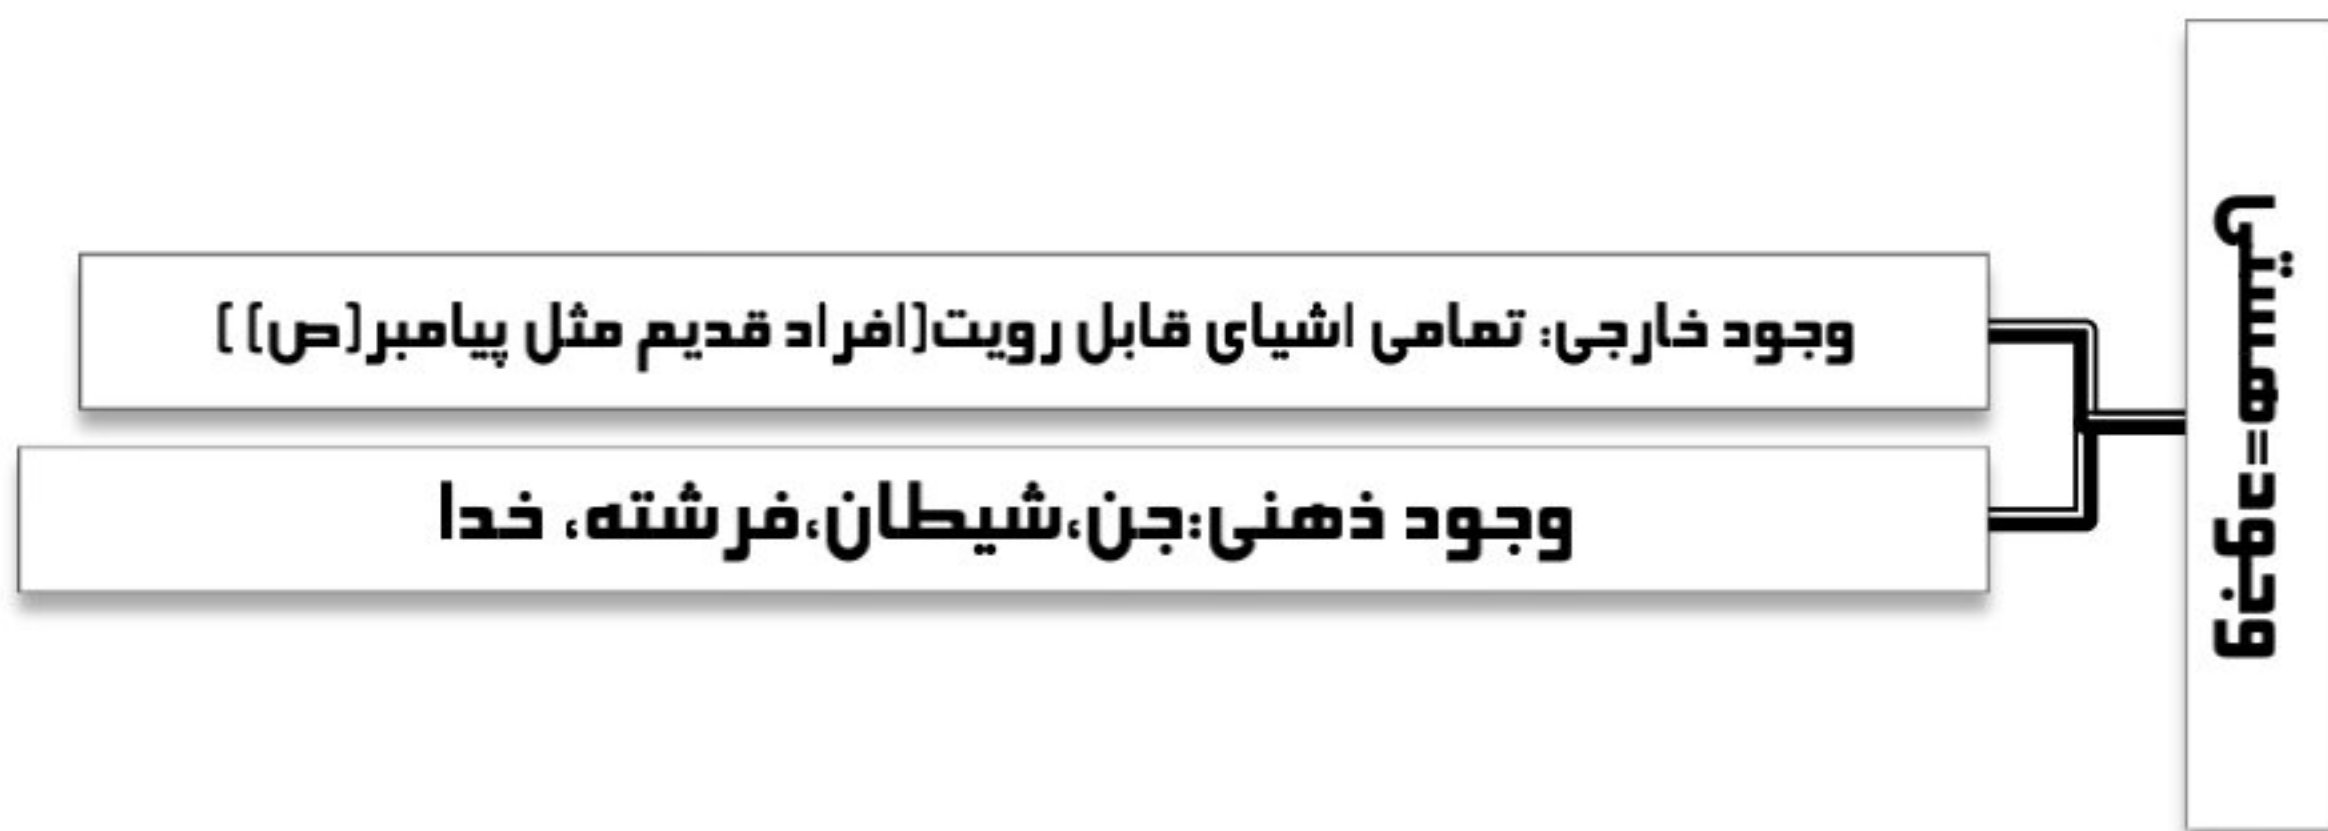 وجود=هستی
وجود خارجی: تمامی اشیای قابل رویت(افراد قدیم مثل پیامبر(ص) )
وجود ذهنی:جن،شیطان،فرشته، خدا